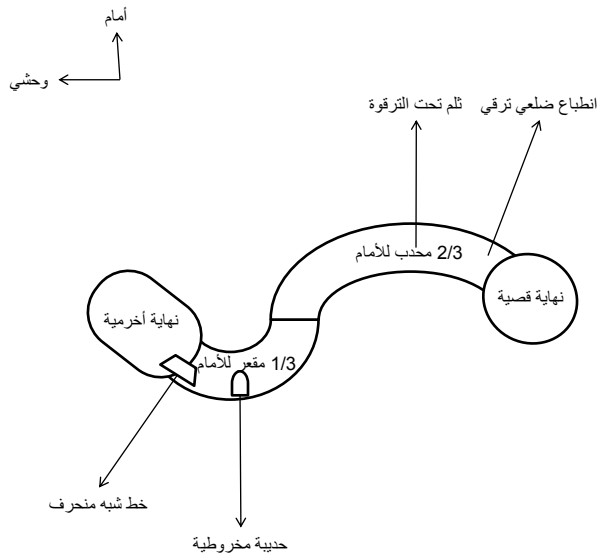 أمام
وحشي
انطباع ضلعي ترقي
ثلم تحت الترقوة
2/3 محدب للأمام
نهاية قصية
نهاية أخرمية
1/3 مقعر للأمام
خط شبه منحرف
حديبة مخروطية